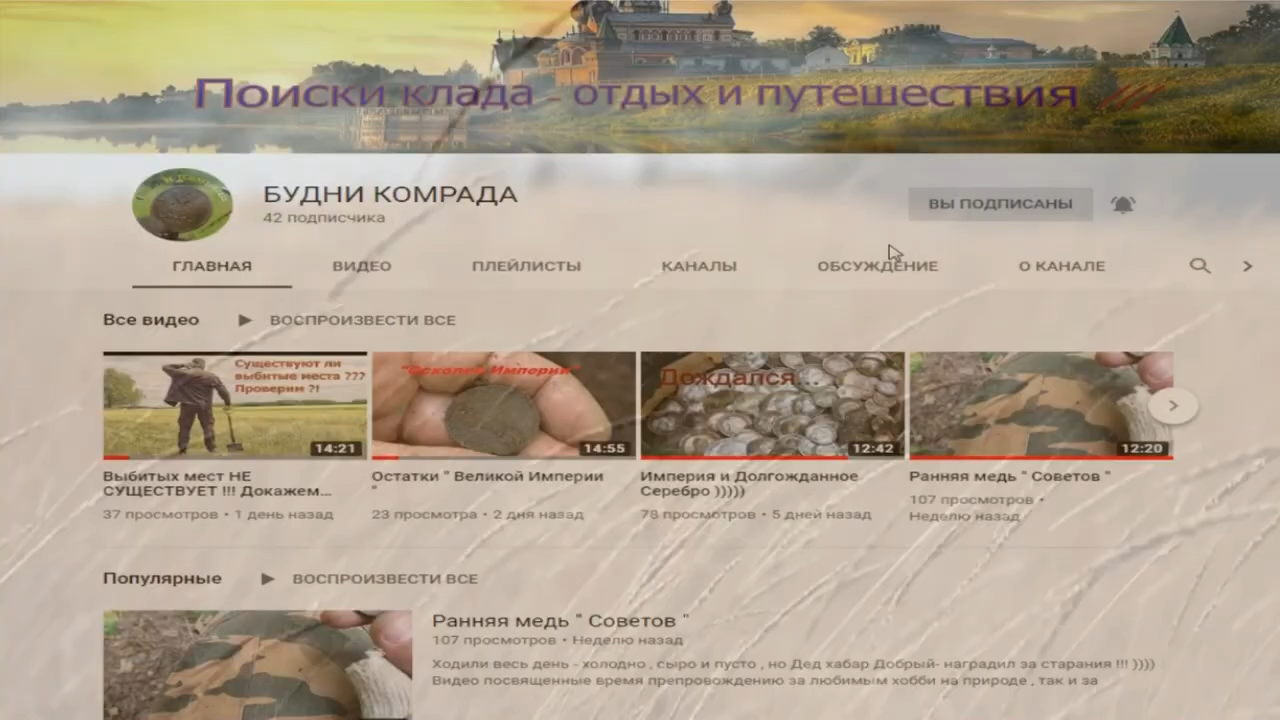 Поиски клада - отдых и путешествия ///
БУДНИ КОМРАДА
42 подписчика
ВЫ ПОДПИСАНЫ
ГЛАВНАЯ ВИДЕО ПЛЕЙЛИСТЫ КАНАЛЫ ОБСУЖДЕНИЕ О КАНАЛЕ
Все видео ВОСПРОИЗВЕСТИ ВСЕ
Существуют ли
выбитые места ???
Проверим ?!
14:21
"Осколки Империи"
14:55
Дождался...
12:42
12:20
Выбитых мест НЕ
СУЩЕСТВУЕТ !!! Докажем...
37 просмотров • 1 день назад
Остатки " Великой Империи
"
23 просмотра • 2 дня назад
Империя и Долгожданное
Серебро )))))
78 просмотров • 5 дней назад
Ранняя медь " Советов "
107 просмотров •
Неделю назад
Популярные ВОСПРОИЗВЕСТИ ВСЕ
Ранняя медь " Советов "
107 просмотров • Неделю назад
Ходили весь день - холодно , сыро и пусто , но Дед хабар Добрый- наградил за старания !!! ))))
Видео посвященные время препровождению за любимым хобби на природе , так и за